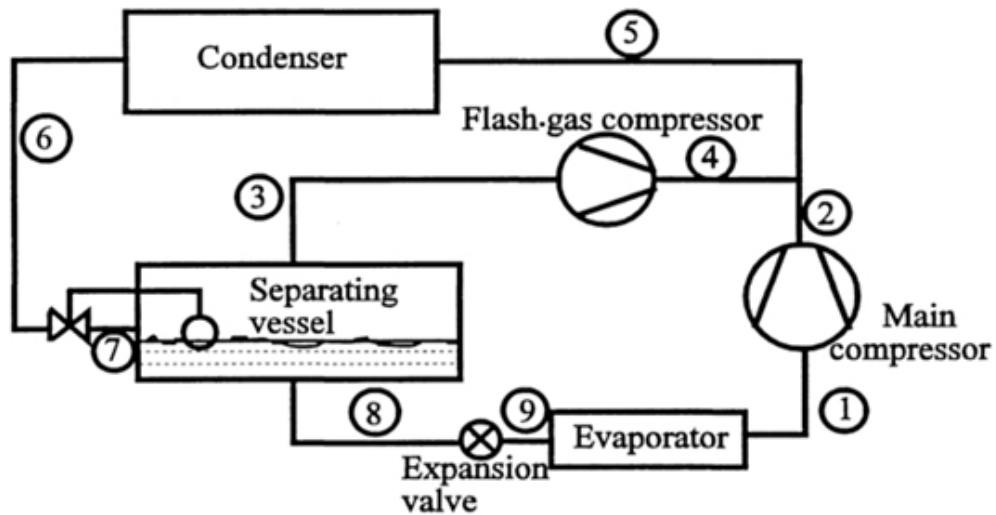 5
Condenser
Flash-gas compressor
6
4
3
2
Separating
vessel
Main
compressor
7
8
9
1
Evaporator
Expansion
valve